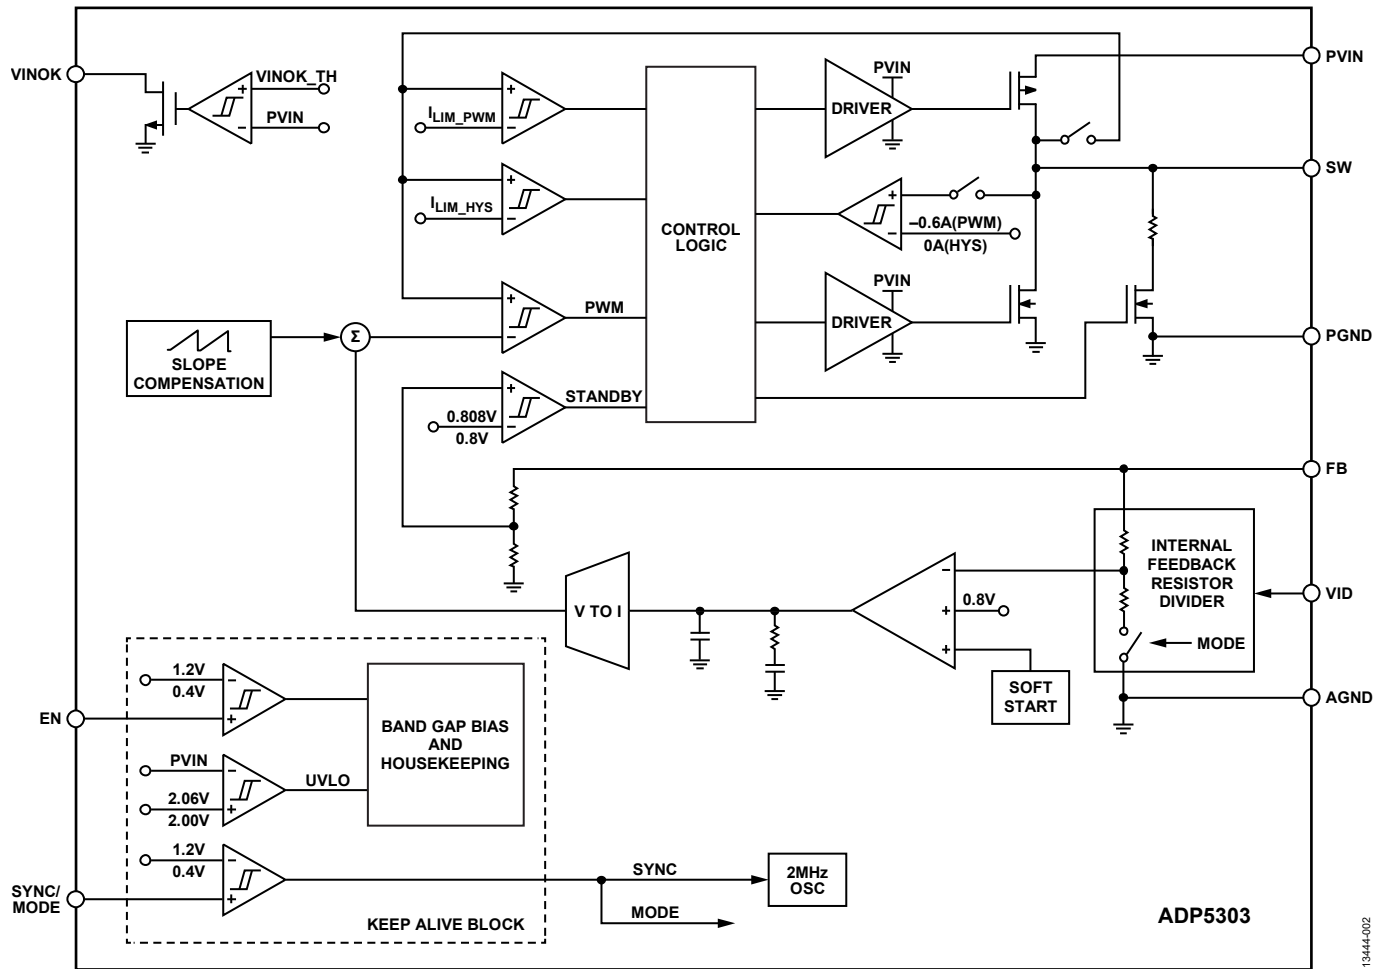 VINOK
VINOK_TH
+
PVIN
−
+
ILIM_PWM
−
+
ILIM_HYS
−
CONTROL
LOGIC
PVIN
DRIVER
PVIN
SW
+
−0.6A(PWM)
−
0A(HYS)
PVIN
DRIVER
PGND
+
PWM
−
Σ
SLOPE
COMPENSATION
+
STANDBY
0.808V
−
0.8V
FB
INTERNAL
FEEDBACK
RESISTOR
DIVIDER
VID
MODE
−
0.8V
+
+
SOFT
START
V TO I
AGND
1.2V
−
0.4V
EN
+
BAND GAP BIAS
AND
HOUSEKEEPING
PVIN
−
UVLO
2.06V
+
2.00V
1.2V
−
0.4V
SYNC/
MODE
+
KEEP ALIVE BLOCK
SYNC
MODE
2MHz
OSC
ADP5303
13444-002